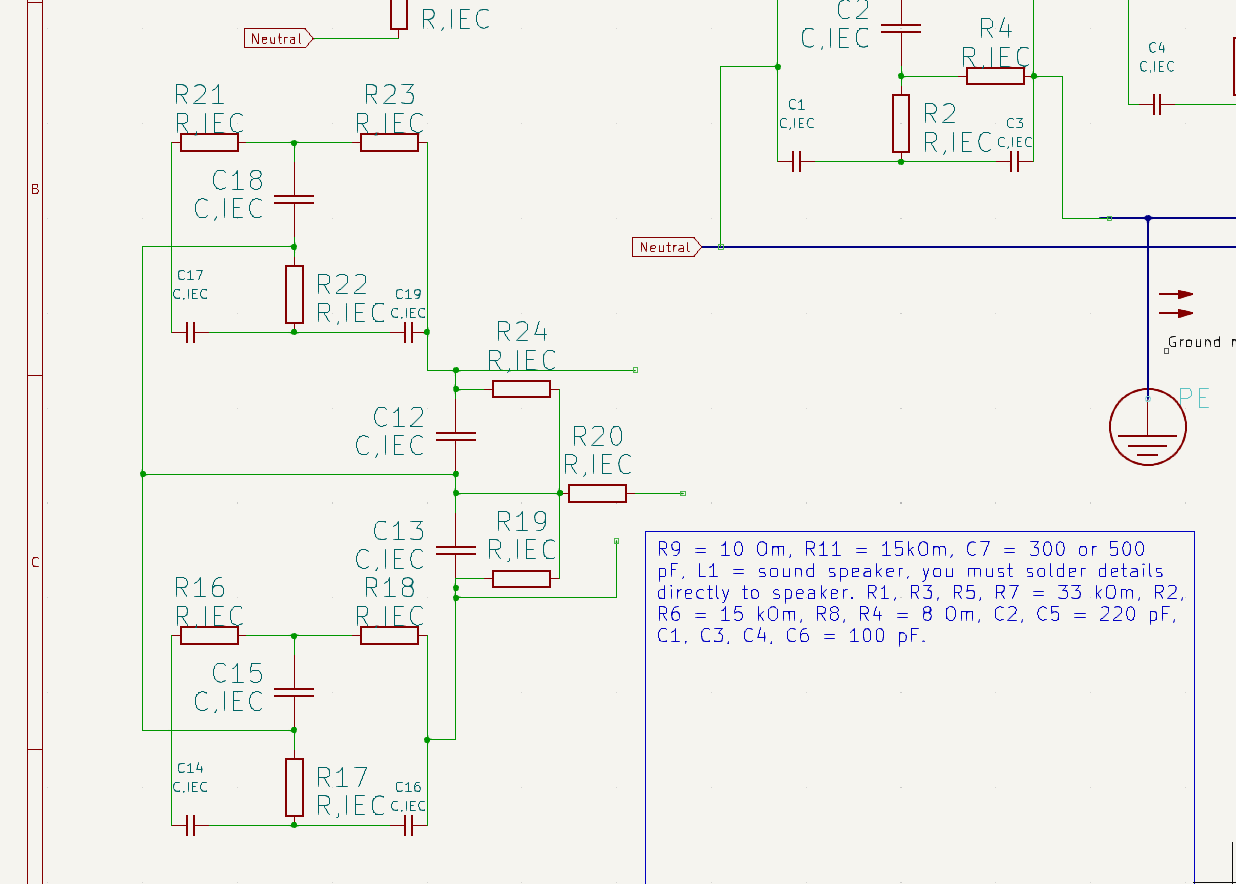 R,IEC
Neutral
C2
C,IEC
R4
R,IEC
C4
C,IEC
R21
R,IEC
R23
R,IEC
C1
C,IEC
R2
R,IEC
C3
C,IEC
B
C18
C,IEC
Neutral
C17
C,IEC
R22
R,IEC
C19
C,IEC
R24
R,IEC
Ground
PE
C12
C,IEC
R20
R,IEC
C13
C,IEC
R19
R,IEC
C
R9 = 10 Om, R11 = 15kOm, C7 = 300 or 500
pF, L1 = sound speaker, you must solder details
directly to speaker. R1, R3, R5, R7 = 33 kOm, R2,
R6 = 15 kOm, R8, R4 = 8 Om, C2, C5 = 220 pF,
C1, C3, C4, C6 = 100 pF.
R16
R,IEC
R18
R,IEC
C15
C,IEC
C14
C,IEC
R17
R,IEC
C16
C,IEC